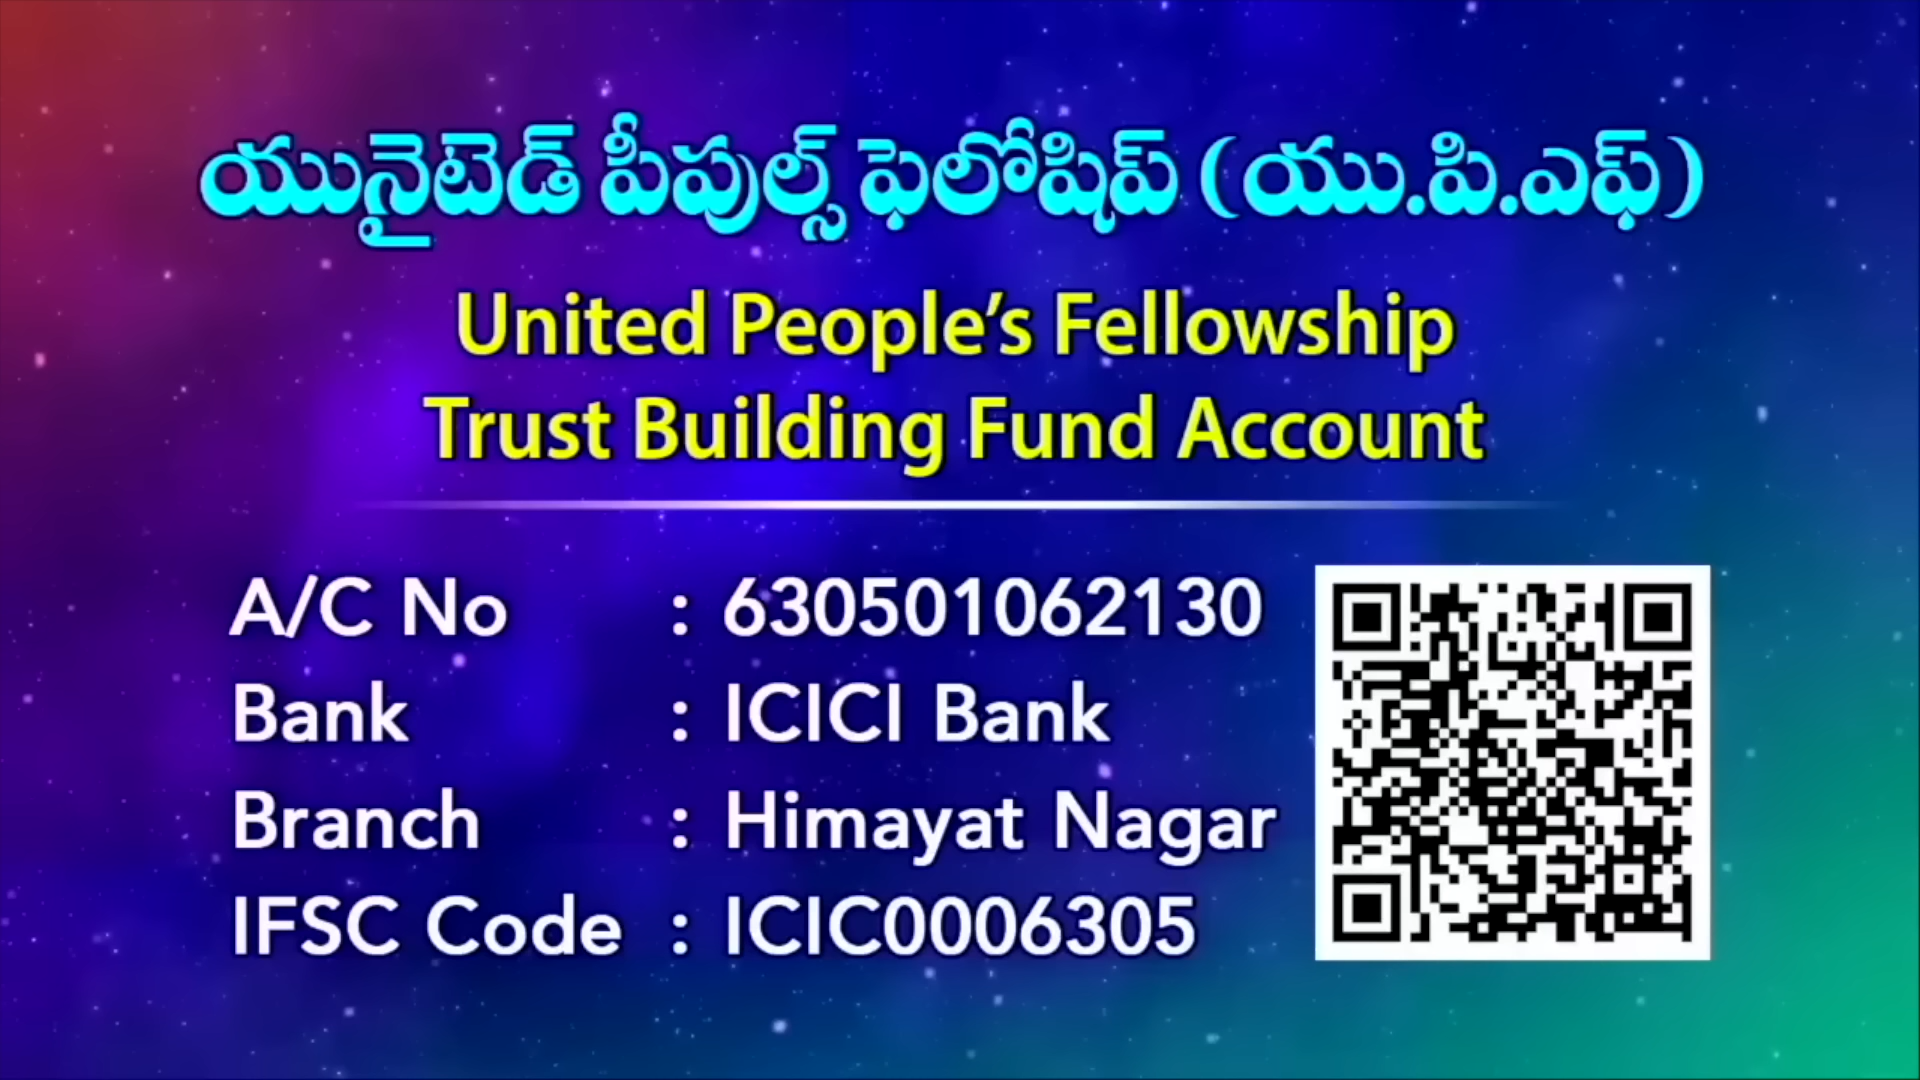 యునైటెడ్ పీపుల్స్ ఫెలోషిప్ (యు.పి.ఎఫ్)
United People’s Fellowship
Trust Building Fund Account
A/C No : 630501062130
Bank : ICICI Bank
Branch : Himayat Nagar
IFSC Code : ICIC0006305